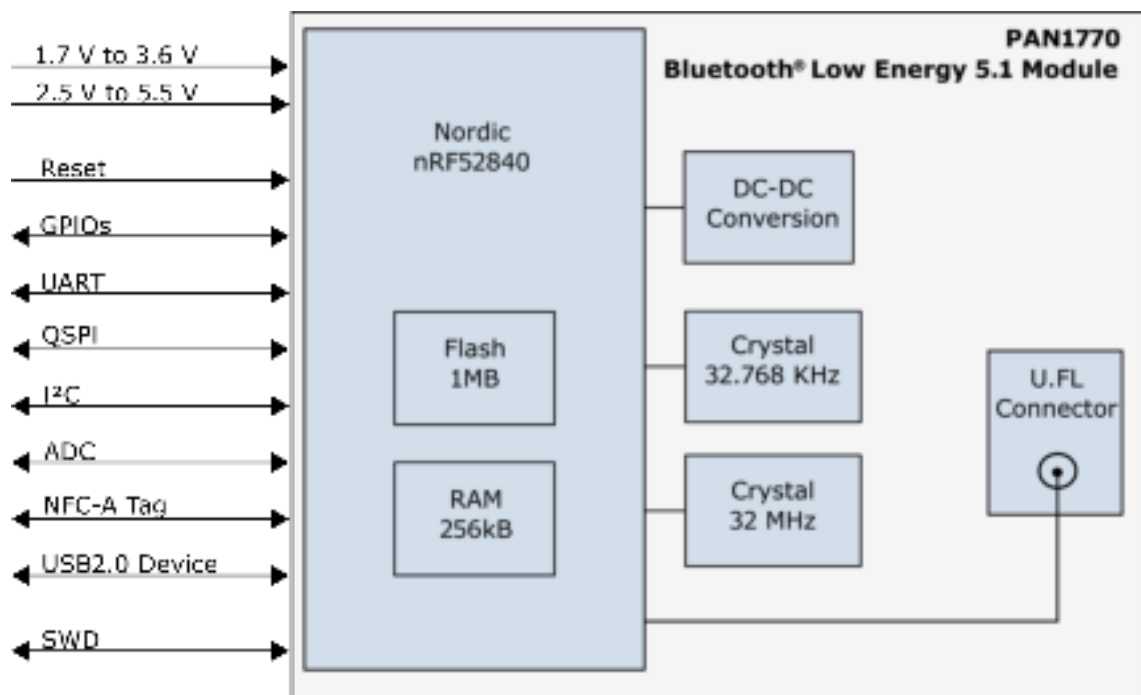 1.7 V to 3.6 V
2.5 V to 5.5 V
Reset
GPIOs
UART
QSPI
I²C
ADC
NFC-A Tag
USB2.0 Device
SWD
Nordic
nRF52840
Flash
1MB
RAM
256kB
PAN1770
Bluetooth® Low Energy 5.1 Module
DC-DC
Conversion
Crystal
32.768 KHz
Crystal
32 MHz
U.FL
Connector